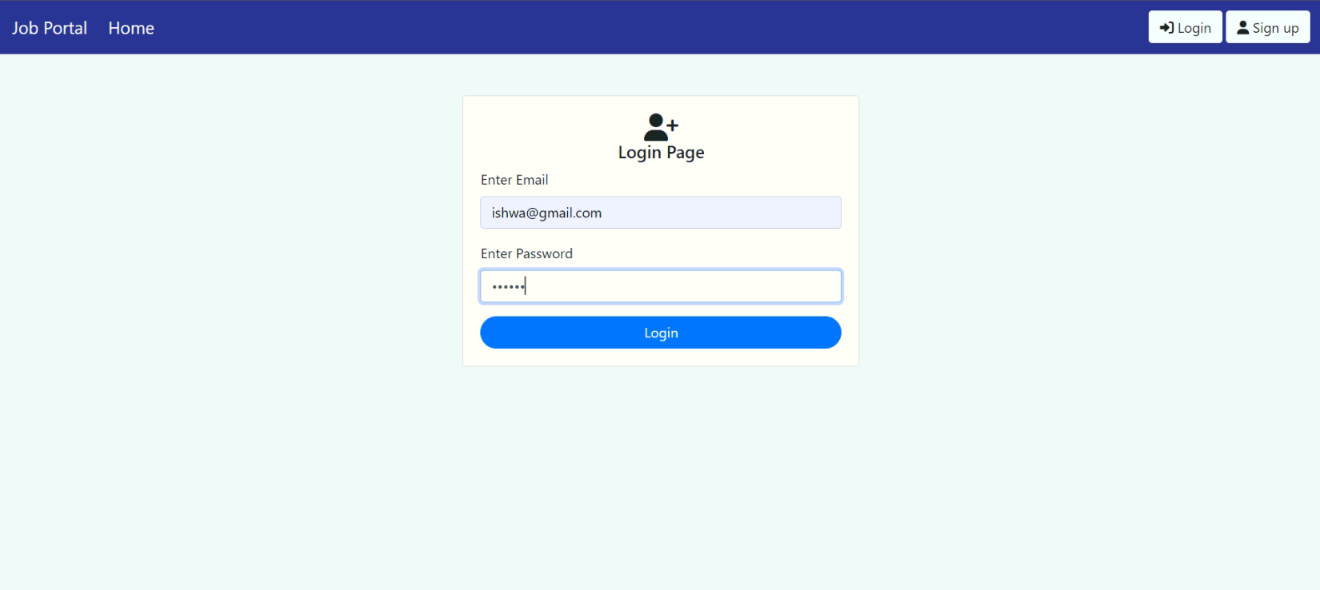 Job Portal Home Login Sign up
Login Page
Enter Email
ishwa@gmail.com
Enter Password
••••••
Login